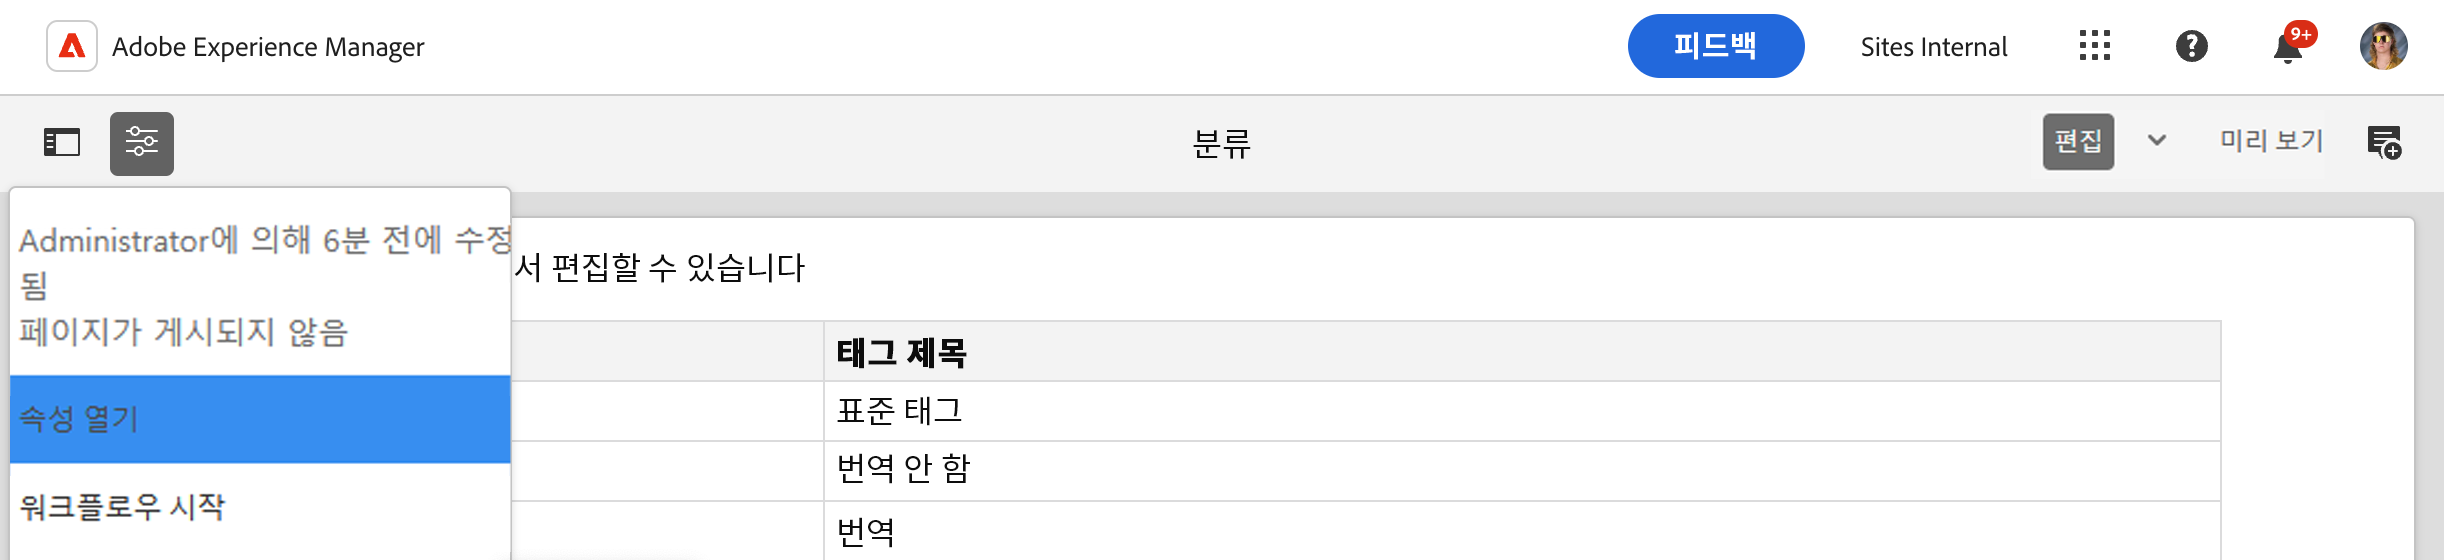 Adobe Experience Manager
피드백
Sites Internal
9+
분류
편집
미리 보기
Administrator에 의해 6분 전에 수정
됨
페이지가 게시되지 않음
속성 열기
워크플로우 시작
서 편집할 수 있습니다
태그 제목
표준 태그
번역 안 함
번역